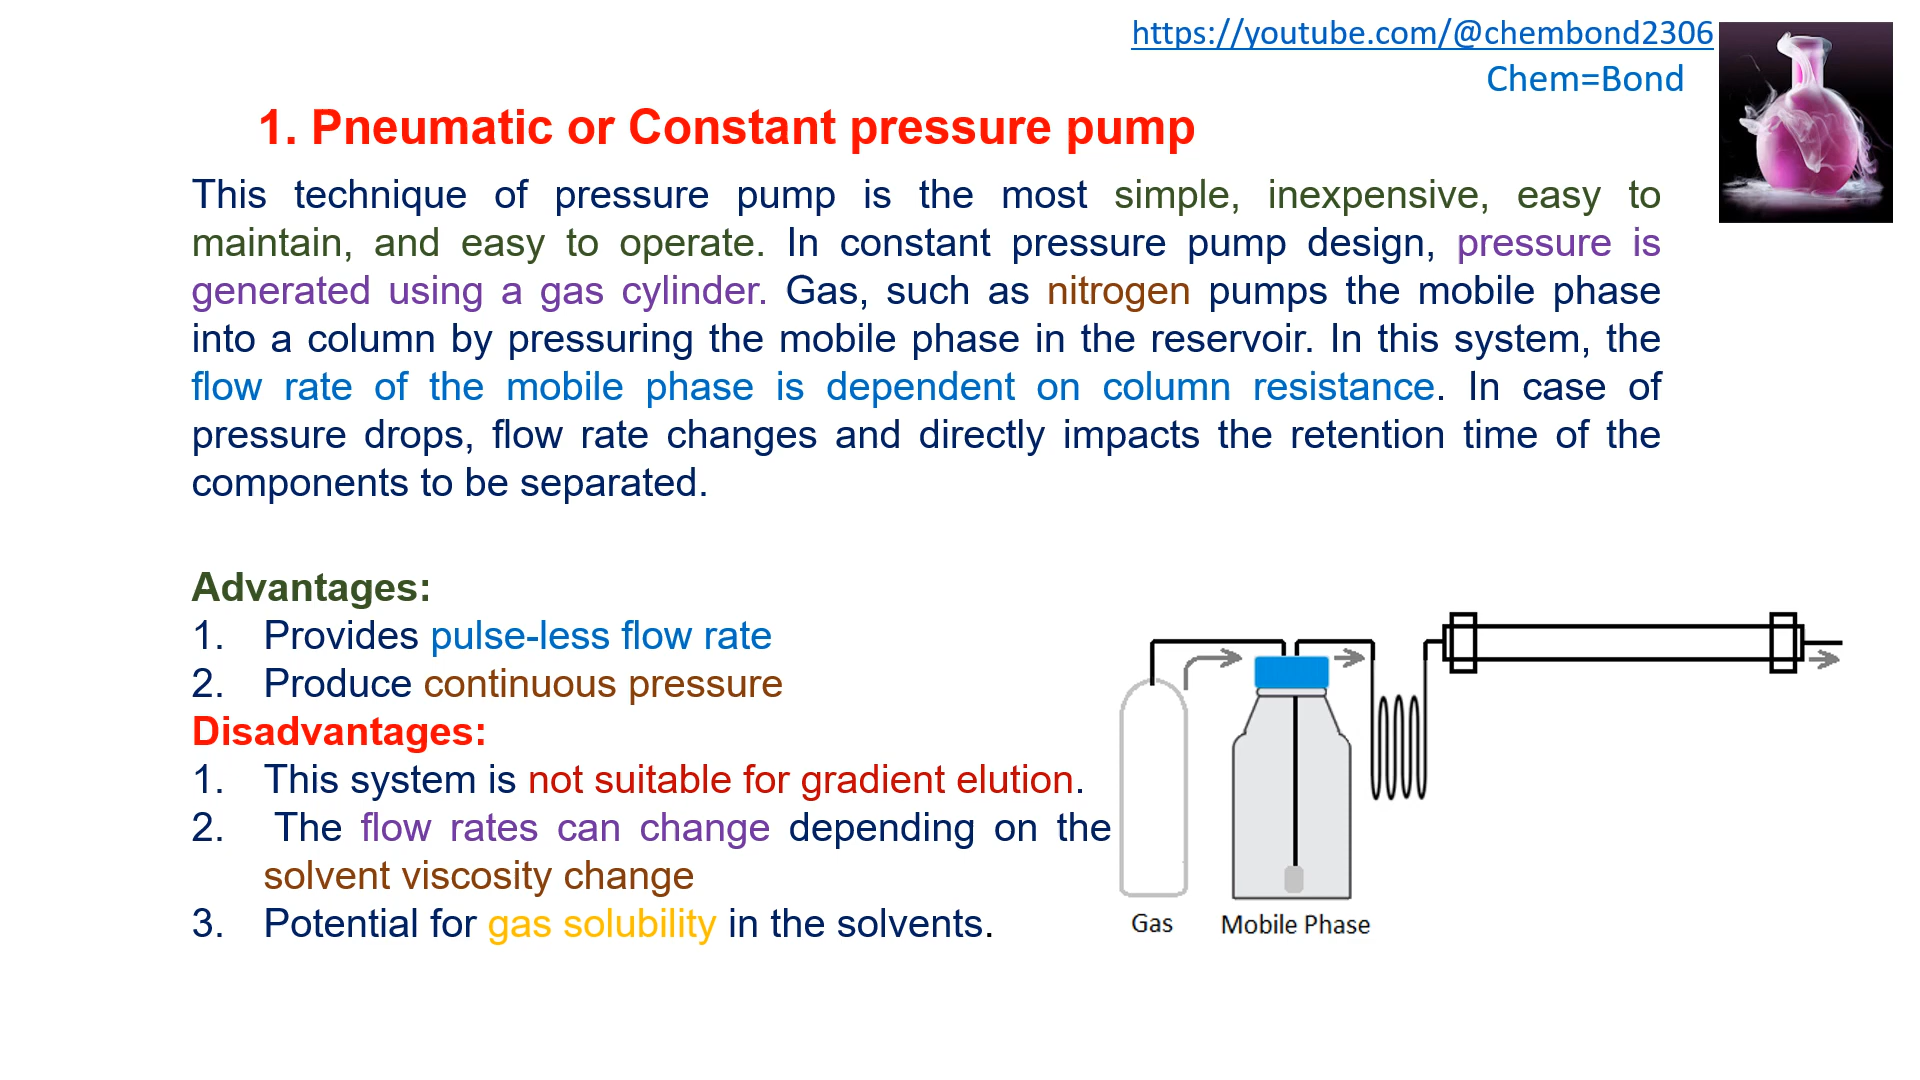 https://youtube.com/@chembond2306
Chem=Bond
1. Pneumatic or Constant pressure pump
This technique of pressure pump is the most simple, inexpensive, easy to
maintain, and easy to operate. In constant pressure pump design, pressure is
generated using a gas cylinder. Gas, such as nitrogen pumps the mobile phase
into a column by pressuring the mobile phase in the reservoir. In this system, the
flow rate of the mobile phase is dependent on column resistance. In case of
pressure drops, flow rate changes and directly impacts the retention time of the
components to be separated.
Advantages:
1. Provides pulse-less flow rate
2. Produce continuous pressure
Disadvantages:
1. This system is not suitable for gradient elution.
2. The flow rates can change depending on the
solvent viscosity change
3. Potential for gas solubility in the solvents.
Gas
Mobile Phase